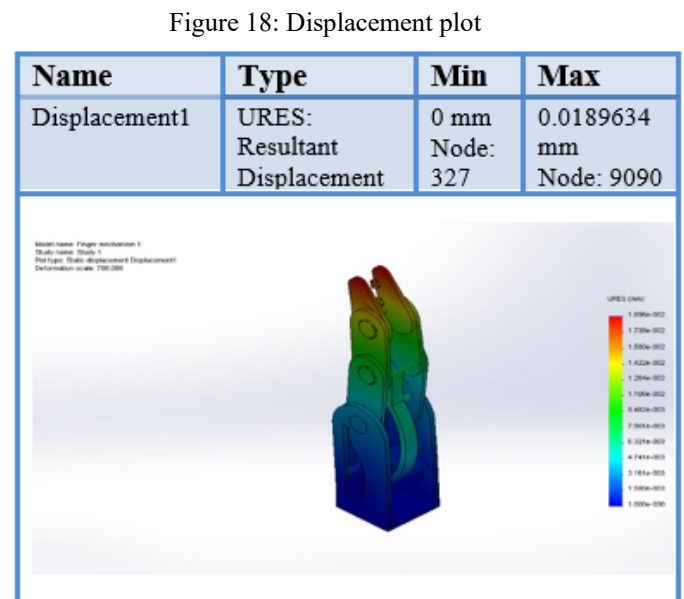 Figure 18: Displacement plot
Name Type Min Max
Displacement1 URES: 0 mm 0.0189634
Resultant Node: mm
Displacement 327 Node: 9090
Model name: Finger mechanism 1
Study name: Study 1
Plot type: Static displacement Displacement1
Deformation scale:
URES (mm)
1.896e-002
1.738e-002
1.580e-002
1.422e-002
1.264e-002
1.106e-002
9.482e-003
7.901e-003
6.321e-003
4.741e-003
3.161e-003
1.580e-003
1.000e-030